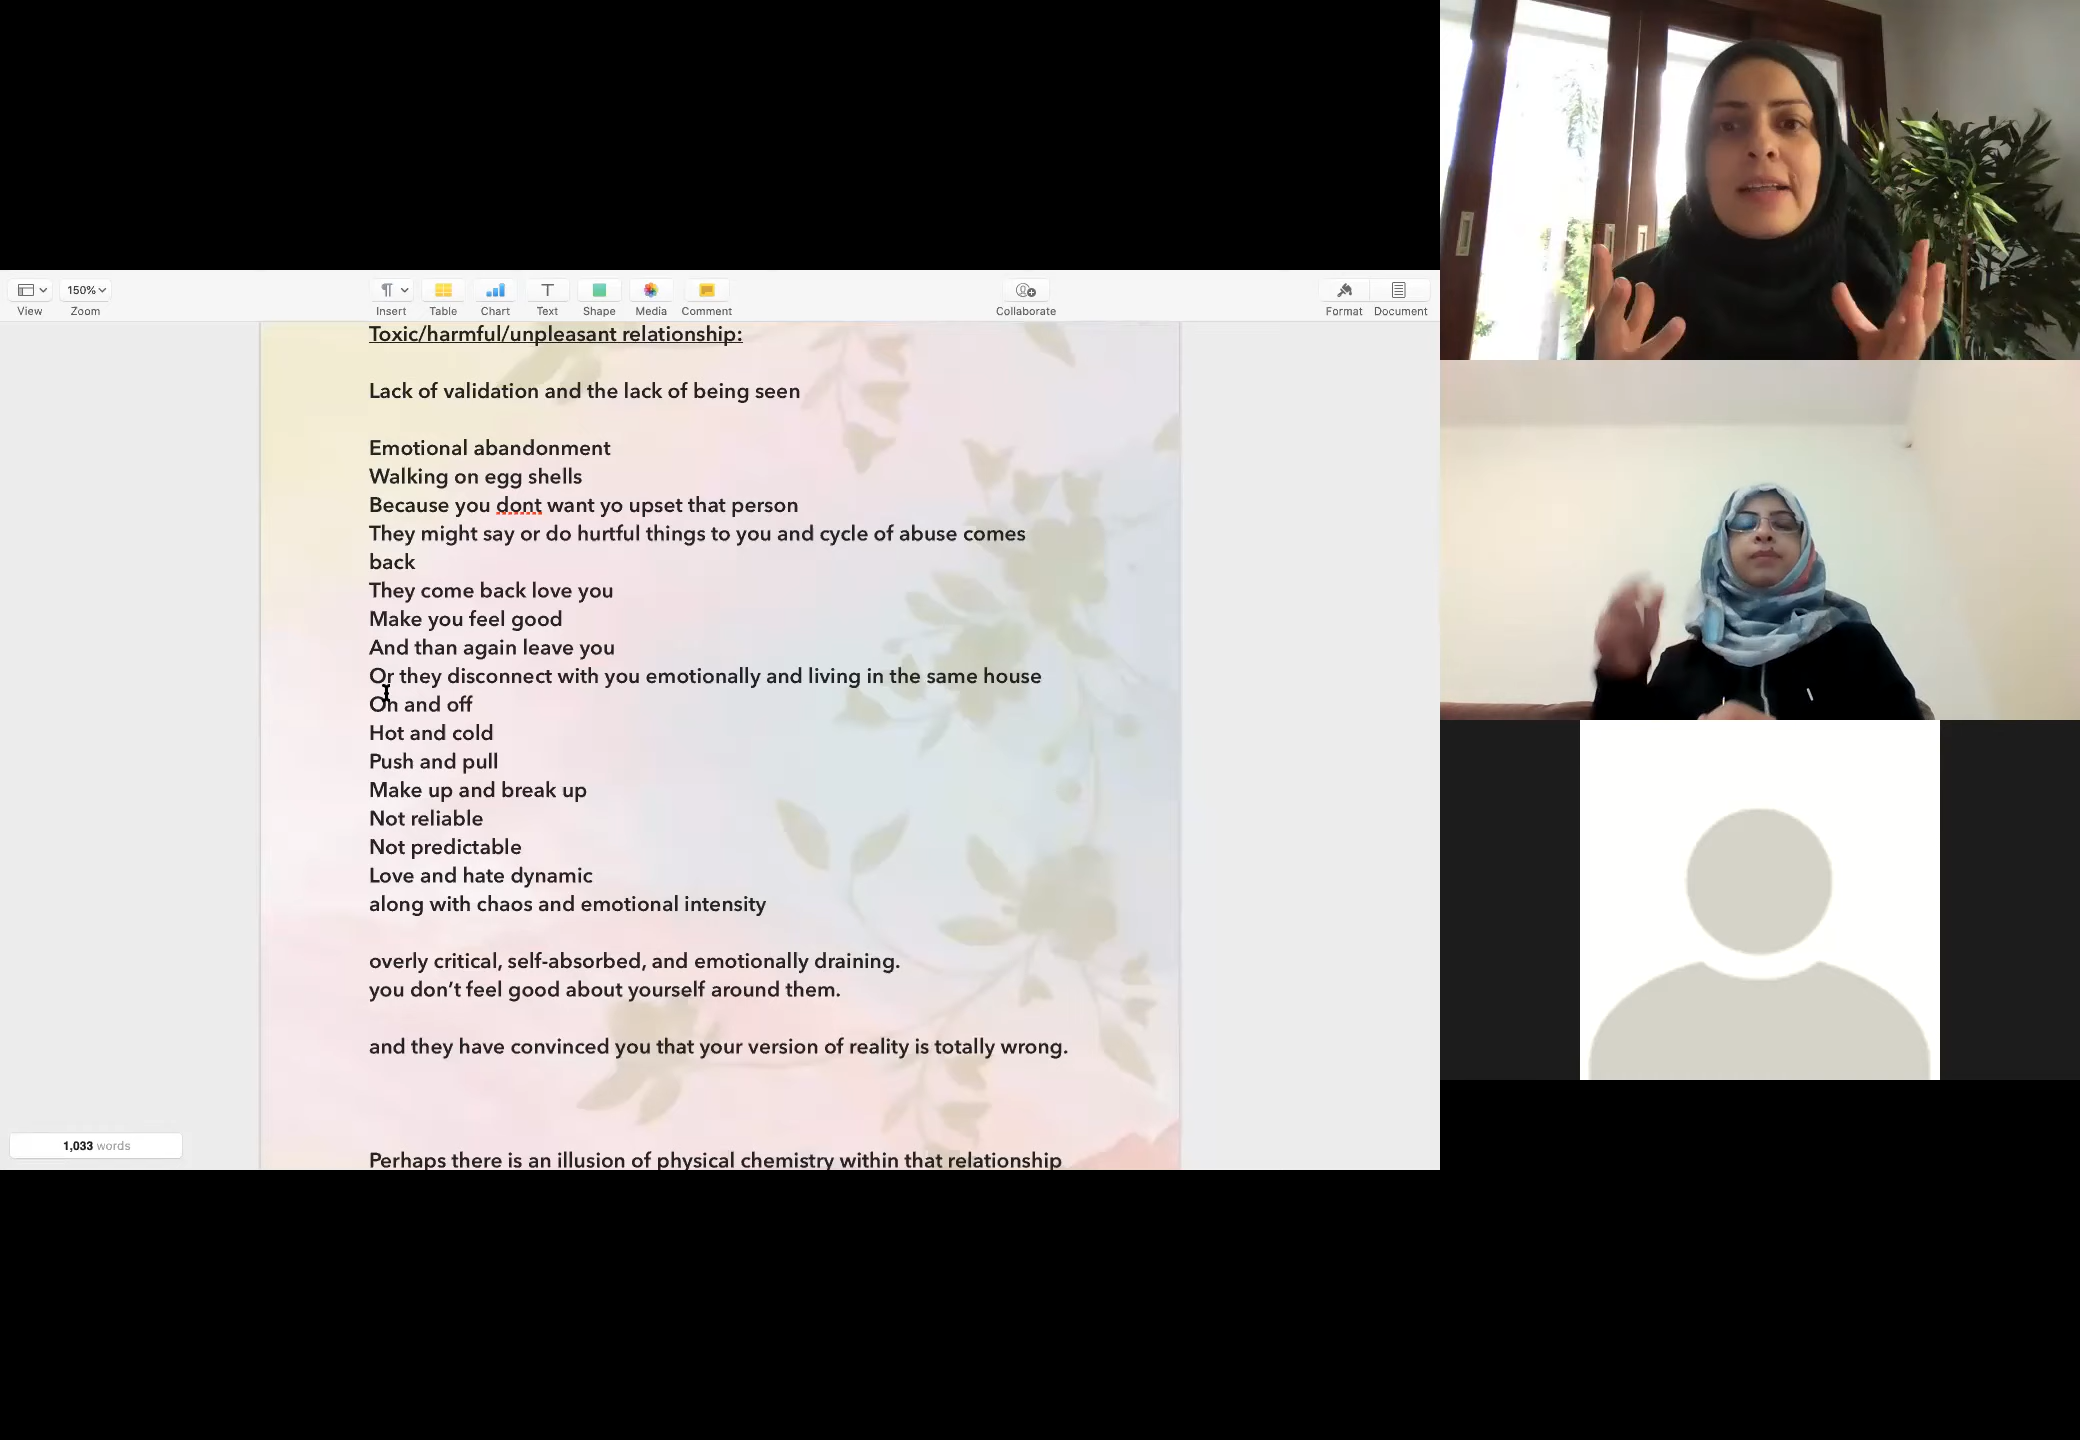 150%
View
Zoom
Insert
Table
Chart
Text
Shape
Media
Comment
Collaborate
Format
Document
Toxic/harmful/unpleasant relationship:
Lack of validation and the lack of being seen
Emotional abandonment
Walking on egg shells
Because you dont want yo upset that person
They might say or do hurtful things to you and cycle of abuse comes
back
They come back love you
Make you feel good
And than again leave you
Or they disconnect with you emotionally and living in the same house
On and off
Hot and cold
Push and pull
Make up and break up
Not reliable
Not predictable
Love and hate dynamic
along with chaos and emotional intensity
overly critical, self-absorbed, and emotionally draining.
you don’t feel good about yourself around them.
and they have convinced you that your version of reality is totally wrong.
Perhaps there is an illusion of physical chemistry within that relationship
1,033 words